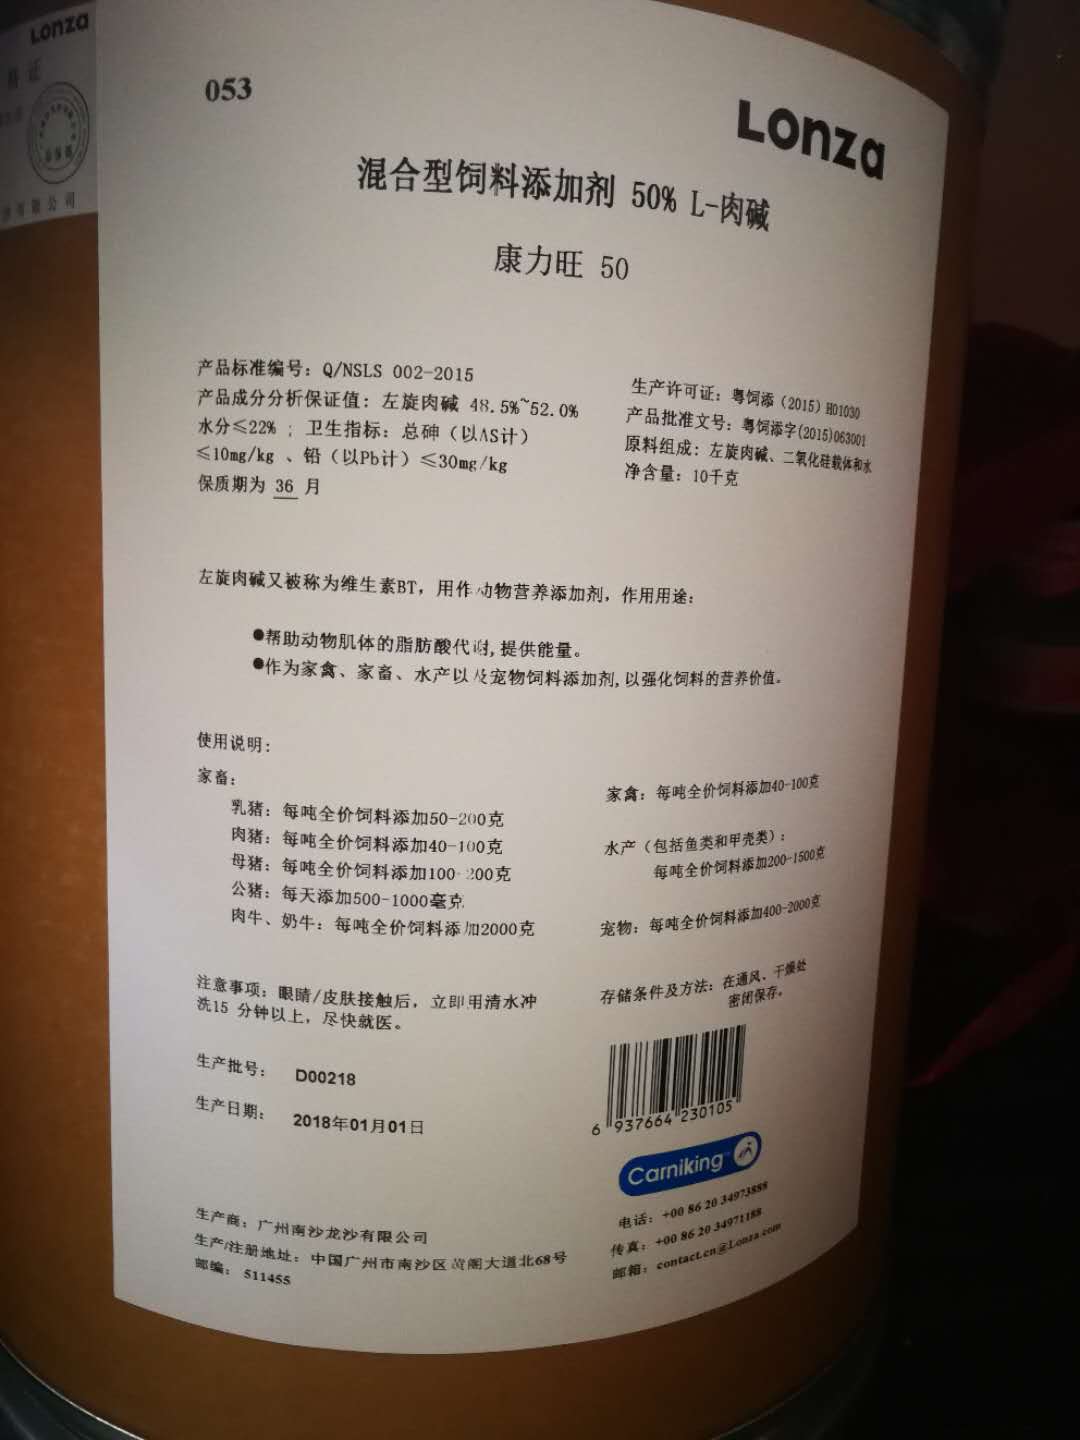 Lonza
格证
沙有限公司
053
Lonza
混合型饲料添加剂 50% L-肉碱
康力旺 50
产品标准编号：Q/NSLS 002-2015
产品成分分析保证值：左旋肉碱 48.5%~52.0%
水分≤22% ；卫生指标：总砷（以AS计）
≤10mg/kg 、铅（以Pb计）≤30mg/kg
保质期为 36 月
生产许可证：粤饲添（2015）H01030
产品批准文号：粤饲添字(2015)063001
原料组成：左旋肉碱、二氧化硅载体和水
净含量：10千克
左旋肉碱又被称为维生素BT，用作动物营养添加剂，作用用途：
●帮助动物肌体的脂肪酸代谢,提供能量。
●作为家禽、家畜、水产以及宠物饲料添加剂,以强化饲料的营养价值。
使用说明：
家畜：
乳猪：每吨全价饲料添加50-200克
肉猪：每吨全价饲料添加40-100克
母猪：每吨全价饲料添加100-200克
公猪：每天添加500-1000毫克
肉牛、奶牛：每吨全价饲料添加2000克
家禽：每吨全价饲料添加40-100克
水产（包括鱼类和甲壳类）：
每吨全价饲料添加200-1500克
宠物：每吨全价饲料添加400-2000克
注意事项：眼睛/皮肤接触后，立即用清水冲
洗15 分钟以上，尽快就医。
存储条件及方法：在通风、干燥处
密闭保存。
生产批号： D00218
生产日期： 2018年01月01日
6 937664 230105
Carniking
生产商：广州南沙龙沙有限公司
生产/注册地址：中国广州市南沙区黄阁大道北68号
邮编： 511455
电话：+00 86 20 34973888
传真：+00 86 20 34971188
邮箱：contact.cn@Lonza.com